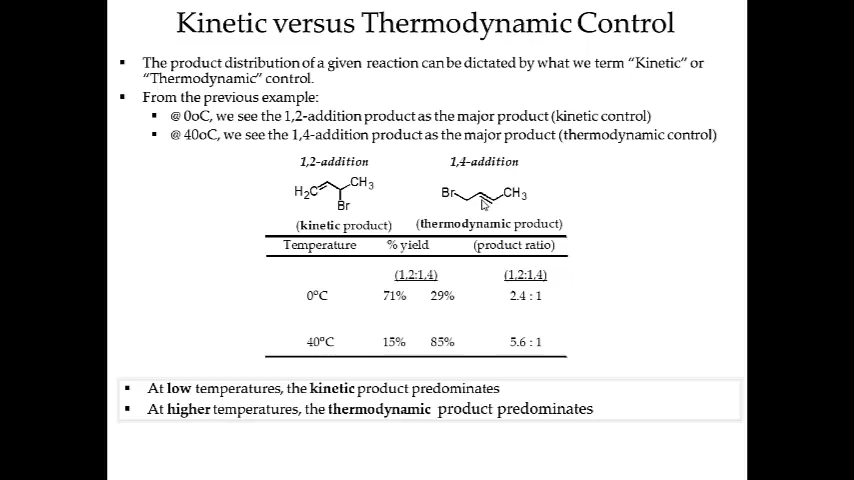 Kinetic versus Thermodynamic Control
▪ The product distribution of a given reaction can be dictated by what we term “Kinetic” or
“Thermodynamic” control.
▪ From the previous example:
▪ @ 0oC, we see the 1,2-addition product as the major product (kinetic control)
▪ @ 40oC, we see the 1,4-addition product as the major product (thermodynamic control)
1,2-addition 1,4-addition
H₂C CH₃ Br Br CH₃
(kinetic product) (thermodynamic product)
Temperature % yield (product ratio)
(1,2:1,4) (1,2:1,4)
0°C 71% 29% 2.4 : 1
40°C 15% 85% 5.6 : 1
▪ At low temperatures, the kinetic product predominates
▪ At higher temperatures, the thermodynamic product predominates